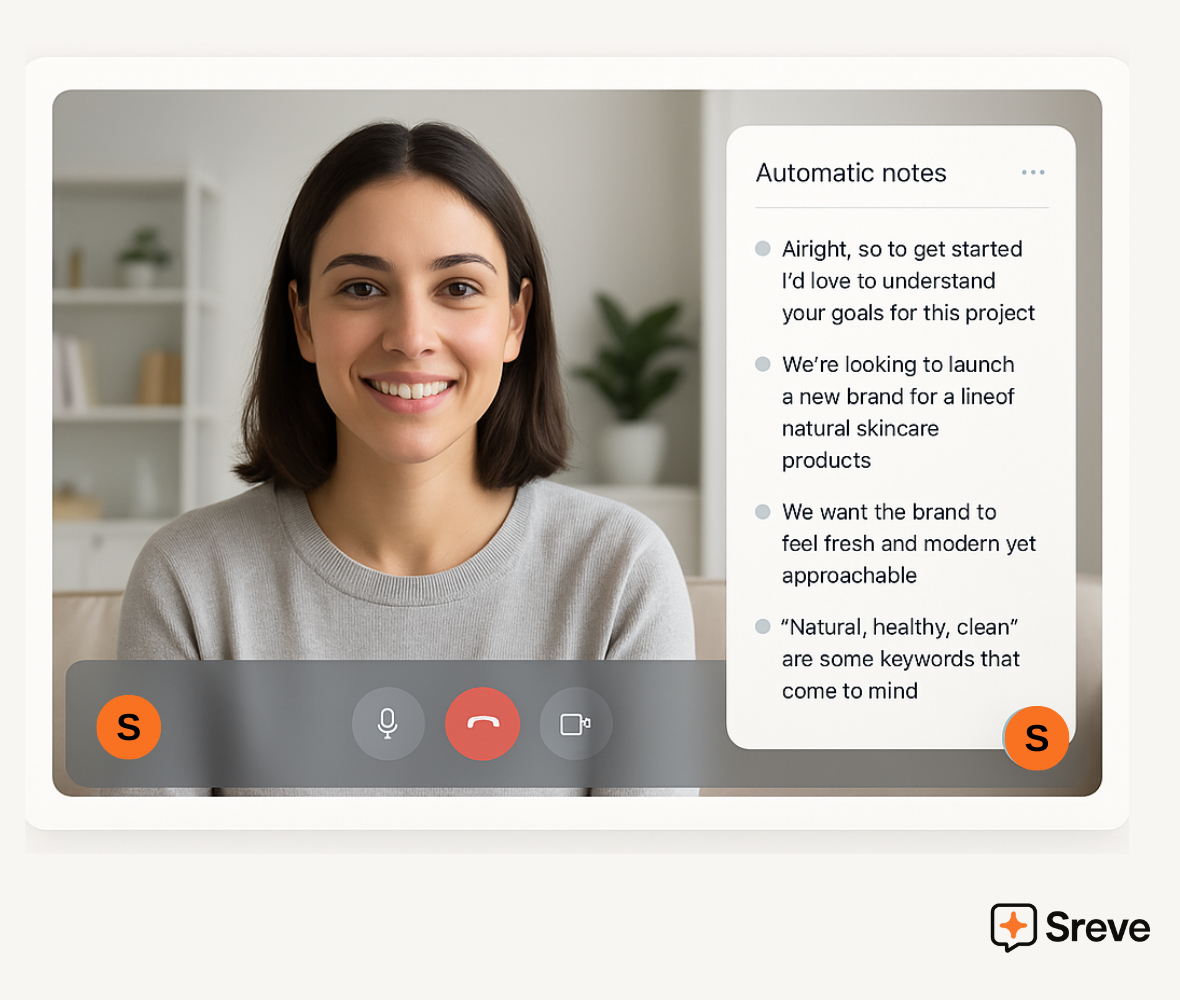 Automatic notes
Airight, so to get started
I'd love to understand
your goals for this project
We're looking to launch
a new brand for a lineof
natural skincare
products
We want the brand to
feel fresh and modern yet
approachable
“Natural, healthy, clean”
are some keywords that
come to mind
S
S
Sreve